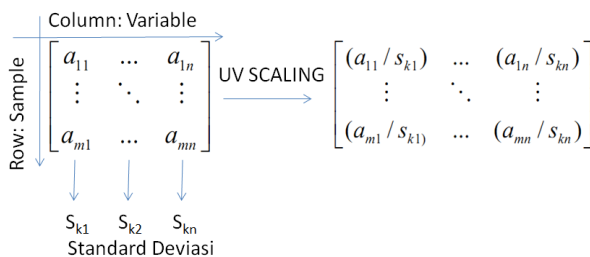 Column: Variable
Row: Sample
a11 ... a1n
⋮ ⋱ ⋮
am1 ... amn
UV SCALING
(a11 / sk1) ... (a1n / skn)
⋮ ⋱ ⋮
(am1 / sk1) ... (amn / skn)
Sk1 Sk2 Skn
Standard Deviasi